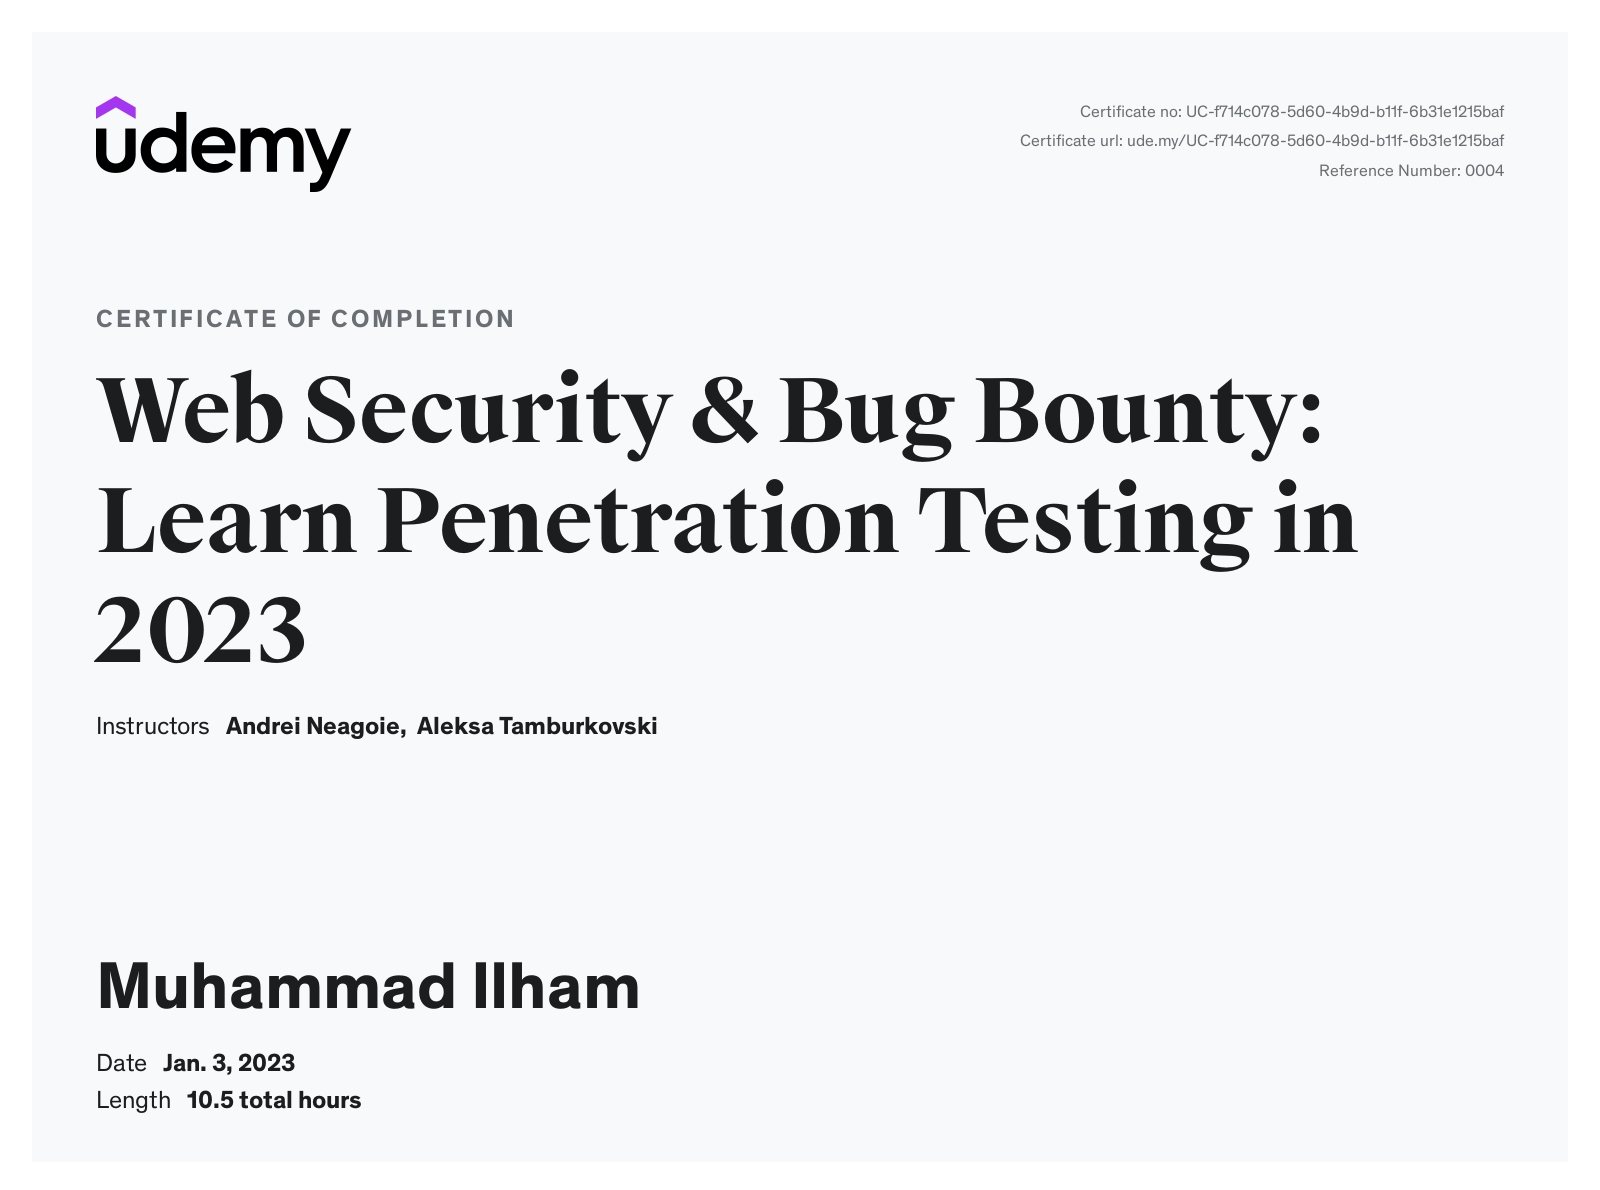 udemy
Certificate no: UC-f714c078-5d60-4b9d-b11f-6b31e1215baf
Certificate url: ude.my/UC-f714c078-5d60-4b9d-b11f-6b31e1215baf
Reference Number: 0004
CERTIFICATE OF COMPLETION
Web Security & Bug Bounty:
Learn Penetration Testing in
2023
Instructors Andrei Neagoie, Aleksa Tamburkovski
Muhammad Ilham
Date Jan. 3, 2023
Length 10.5 total hours